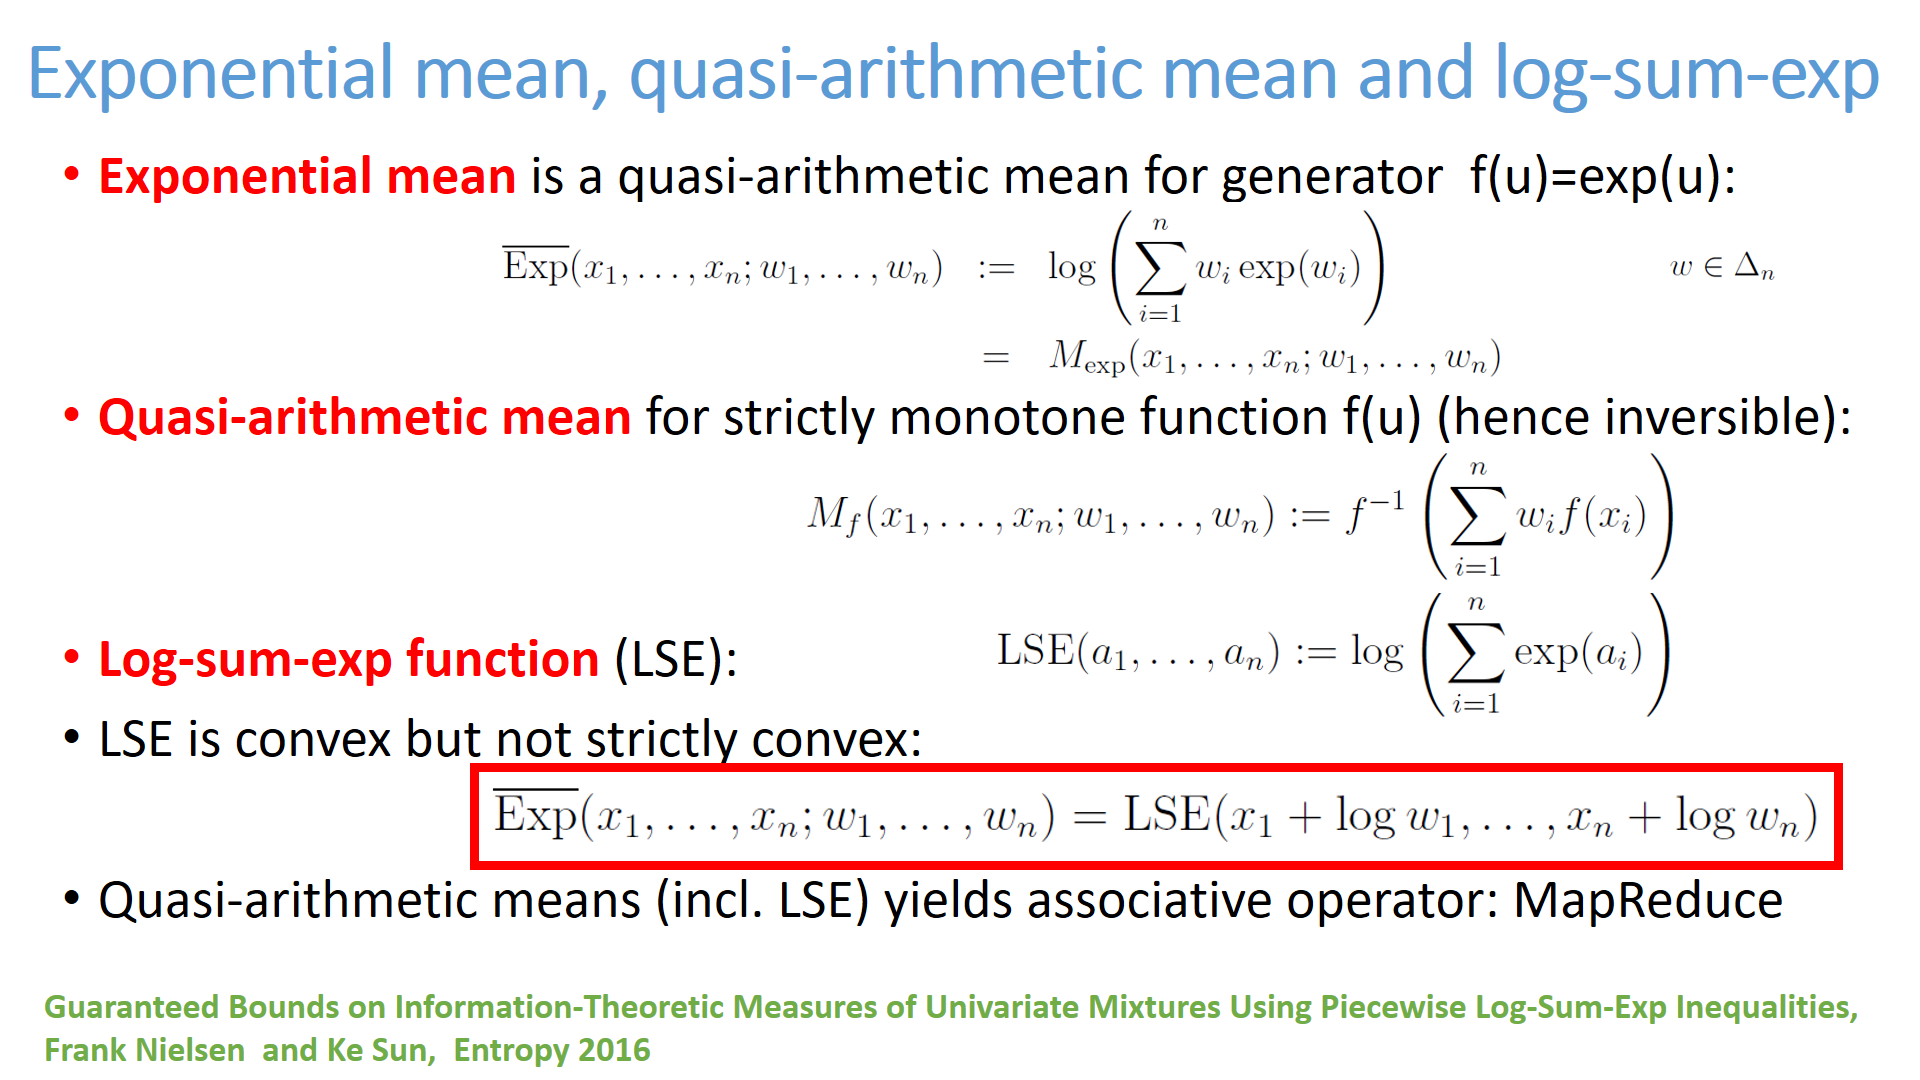 Exponential mean, quasi-arithmetic mean and log-sum-exp
• Exponential mean is a quasi-arithmetic mean for generator f(u)=exp(u):
$\overline{\mathrm{Exp}}(x_1, \ldots, x_n; w_1, \ldots, w_n) := \log\left(\sum_{i=1}^{n} w_i \exp(w_i)\right) \quad w \in \Delta_n$
$= M_{\exp}(x_1, \ldots, x_n; w_1, \ldots, w_n)$
• Quasi-arithmetic mean for strictly monotone function f(u) (hence inversible):
$M_f(x_1, \ldots, x_n; w_1, \ldots, w_n) := f^{-1}\left(\sum_{i=1}^{n} w_i f(x_i)\right)$
• Log-sum-exp function (LSE): $\mathrm{LSE}(a_1, \ldots, a_n) := \log\left(\sum_{i=1}^{n} \exp(a_i)\right)$
• LSE is convex but not strictly convex:
$\overline{\mathrm{Exp}}(x_1, \ldots, x_n; w_1, \ldots, w_n) = \mathrm{LSE}(x_1 + \log w_1, \ldots, x_n + \log w_n)$
• Quasi-arithmetic means (incl. LSE) yields associative operator: MapReduce
Guaranteed Bounds on Information-Theoretic Measures of Univariate Mixtures Using Piecewise Log-Sum-Exp Inequalities,
Frank Nielsen and Ke Sun, Entropy 2016